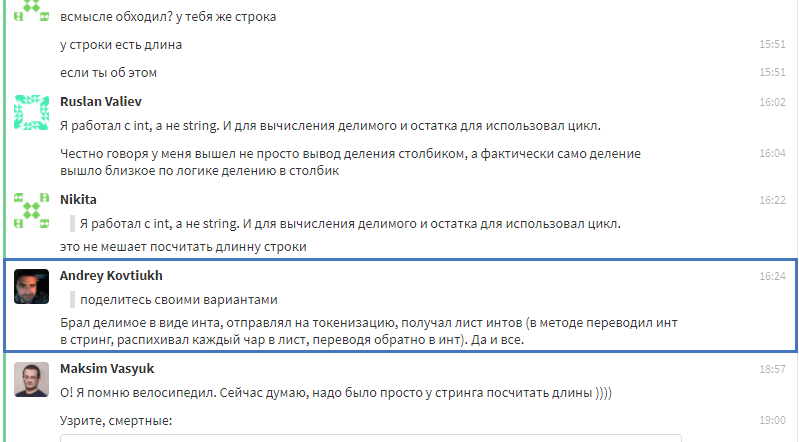 всмысле обходил? у тебя же строка
у строки есть длина 15:51
если ты об этом 15:51
Ruslan Valiev 16:02
Я работал с int, а не string. И для вычисления делимого и остатка для использовал цикл.
Честно говоря у меня вышел не просто вывод деления столбиком, а фактически само деление 16:04
вышло близкое по логике делению в столбик
Nikita 16:22
Я работал с int, а не string. И для вычисления делимого и остатка для использовал цикл.
это не мешает посчитать длинну строки
Andrey Kovtiukh 16:24
поделитесь своими вариантами
Брал делимое в виде инта, отправлял на токенизацию, получал лист интов (в методе переводил инт
в стринг, распихивал каждый чар в лист, переводя обратно в инт). Да и все.
Maksim Vasyuk 18:57
О! Я помню велосипедил. Сейчас думаю, надо было просто у стринга посчитать длины ))))
Узрите, смертные: 19:00